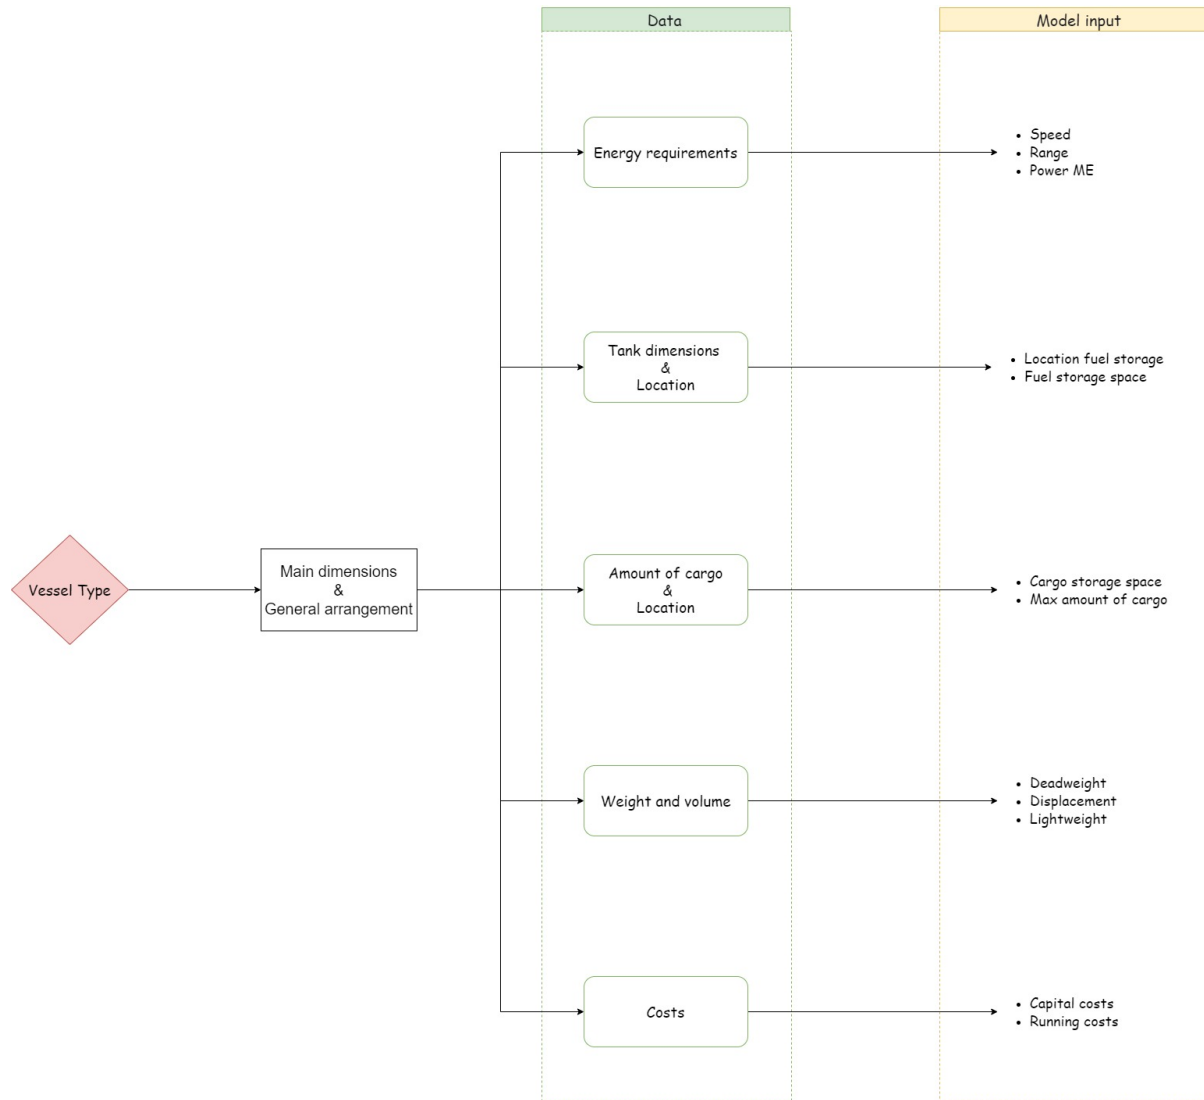 Data
Model input
Energy requirements
• Speed
• Range
• Power ME
Tank dimensions
&
Location
• Location fuel storage
• Fuel storage space
Vessel Type
Main dimensions
&
General arrangement
Amount of cargo
&
Location
• Cargo storage space
• Max amount of cargo
Weight and volume
• Deadweight
• Displacement
• Lightweight
Costs
• Capital costs
• Running costs